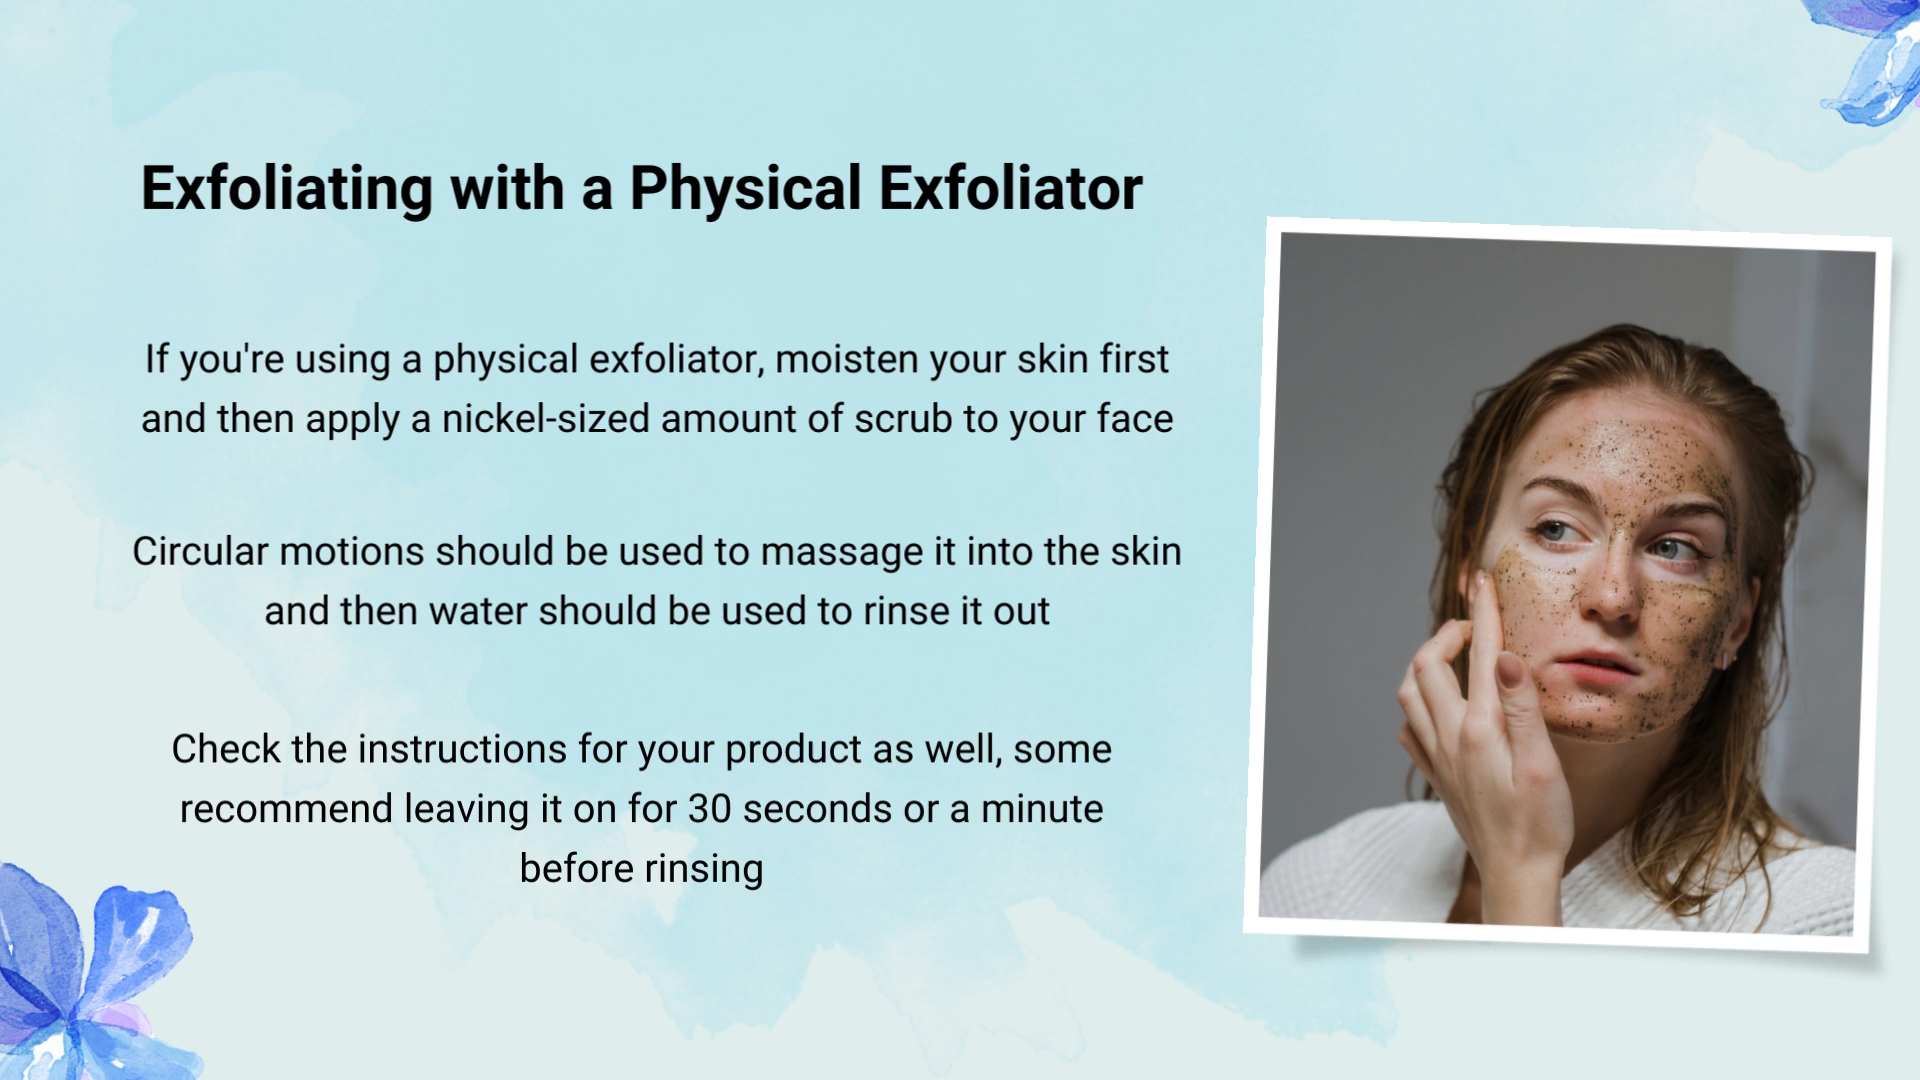 Exfoliating with a Physical Exfoliator
If you're using a physical exfoliator, moisten your skin first
and then apply a nickel-sized amount of scrub to your face
Circular motions should be used to massage it into the skin
and then water should be used to rinse it out
Check the instructions for your product as well, some
recommend leaving it on for 30 seconds or a minute
before rinsing